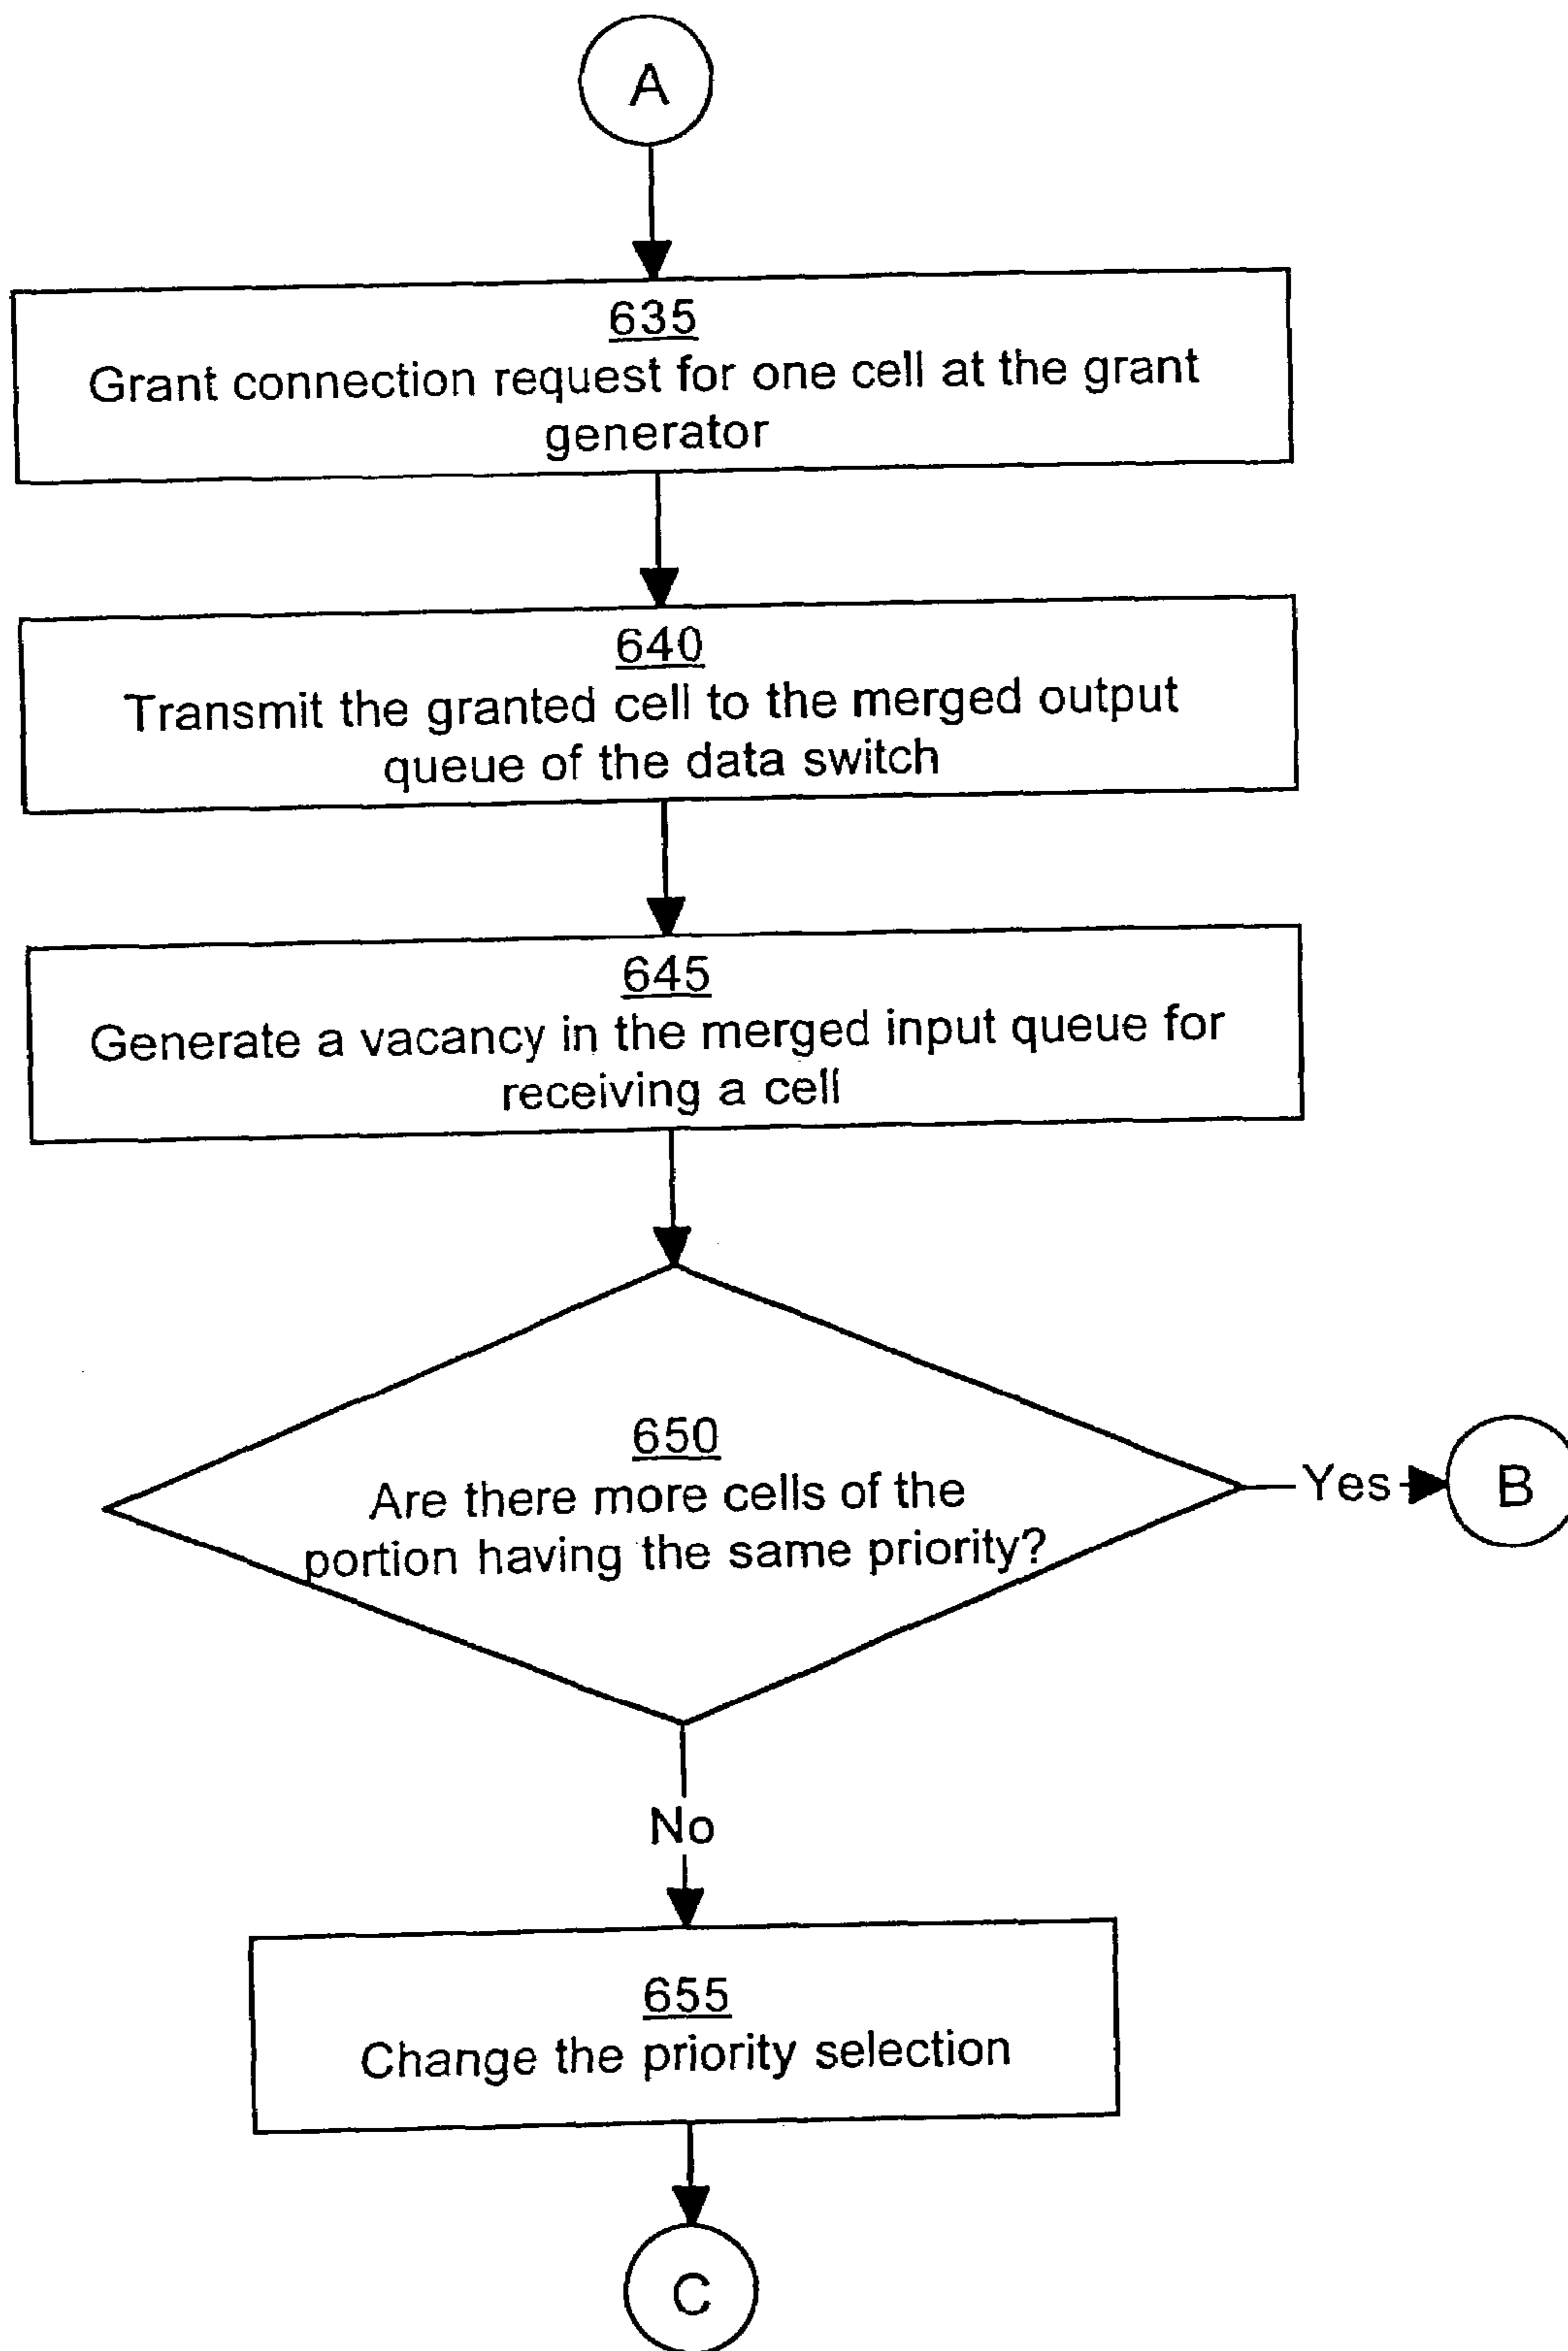 A
635
Grant connection request for one cell at the grant
generator
640
Transmit the granted cell to the merged output
queue of the data switch
645
Generate a vacancy in the merged input queue for
receiving a cell
650
Are there more cells of the
portion having the same priority?
Yes
B
No
655
Change the priority selection
C